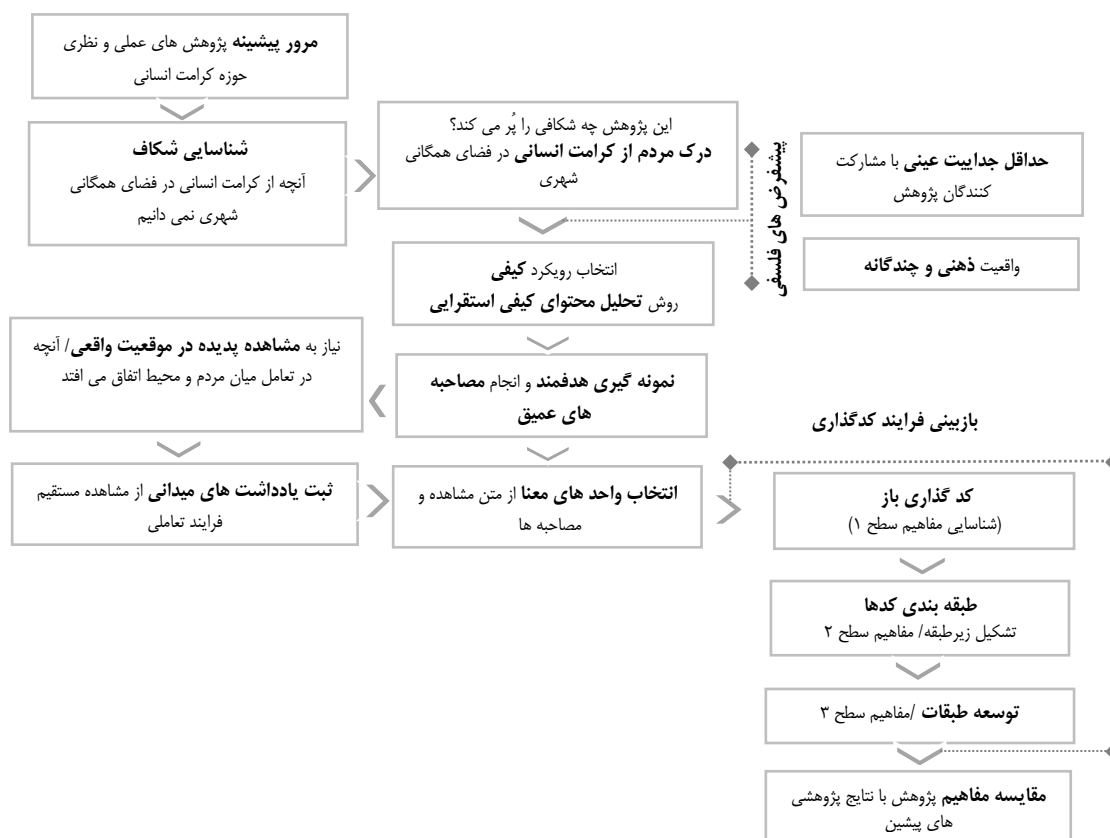 مرور پیشینه پژوهش های عملی و نظری
حوزه کرامت انسانی
شناسایی شکاف
آنچه از کرامت انسانی در فضای همگانی
شهری نمی دانیم
این پژوهش چه شکافی را پُر می کند؟
درک مردم از کرامت انسانی در فضای همگانی
شهری
پیشفرض های فلسفی
حداقل جداییت عینی با مشارکت
کنندگان پژوهش
واقعیت ذهنی و چندگانه
انتخاب رویکرد کیفی
روش تحلیل محتوای کیفی استقرایی
نمونه گیری هدفمند و انجام مصاحبه
های عمیق
نیاز به مشاهده پدیده در موقعیت واقعی/ آنچه
در تعامل میان مردم و محیط اتفاق می افتد
ثبت یادداشت های میدانی از مشاهده مستقیم
فرایند تعاملی
انتخاب واحد های معنا از متن مشاهده و
مصاحبه ها
بازبینی فرایند کدگذاری
کد گذاری باز
(شناسایی مفاهیم سطح ۱)
طبقه بندی کدها
تشکیل زیرطبقه/ مفاهیم سطح ۲
توسعه طبقات /مفاهیم سطح ۳
مقایسه مفاهیم پژوهش با نتایج پژوهشی
های پیشین